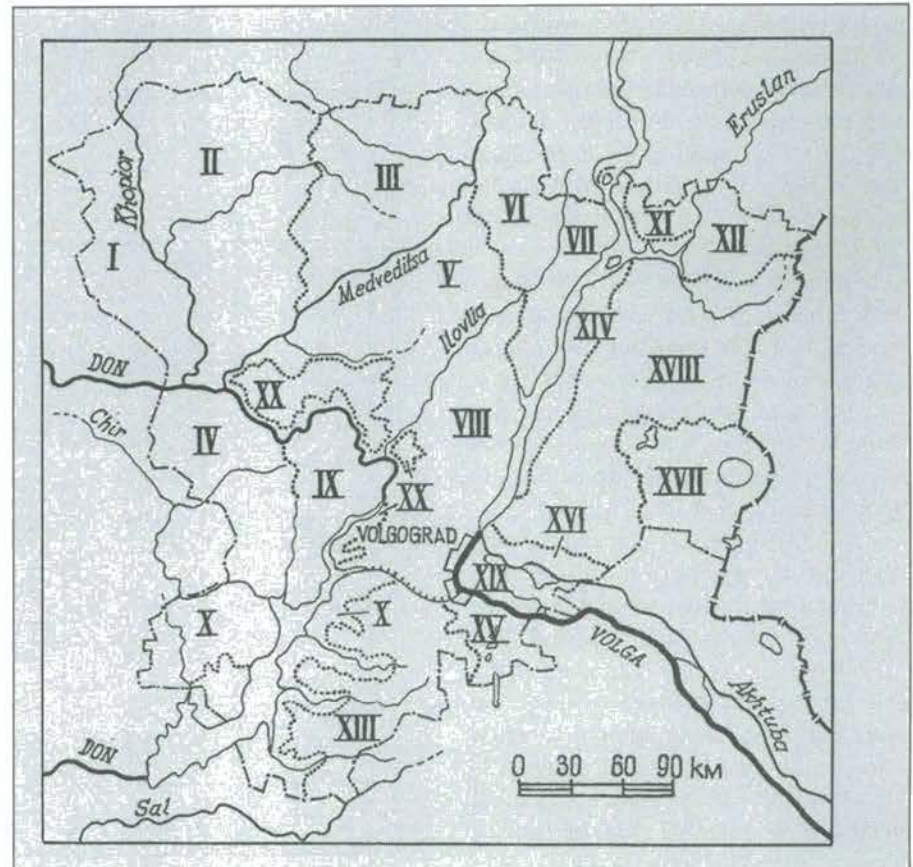 Eruslan
Khopior
II
III
VI
XI
VII
XII
I
Medveditsa
V
Ilovlia
XIV
XVIII
DON
XX
Chir
IV
VIII
IX
XVII
XX
XVI
VOLGOGRAD
XIX
X
X
XV
VOLGA
Akhtuba
XIII
DON
0 30 60 90 км
Sal